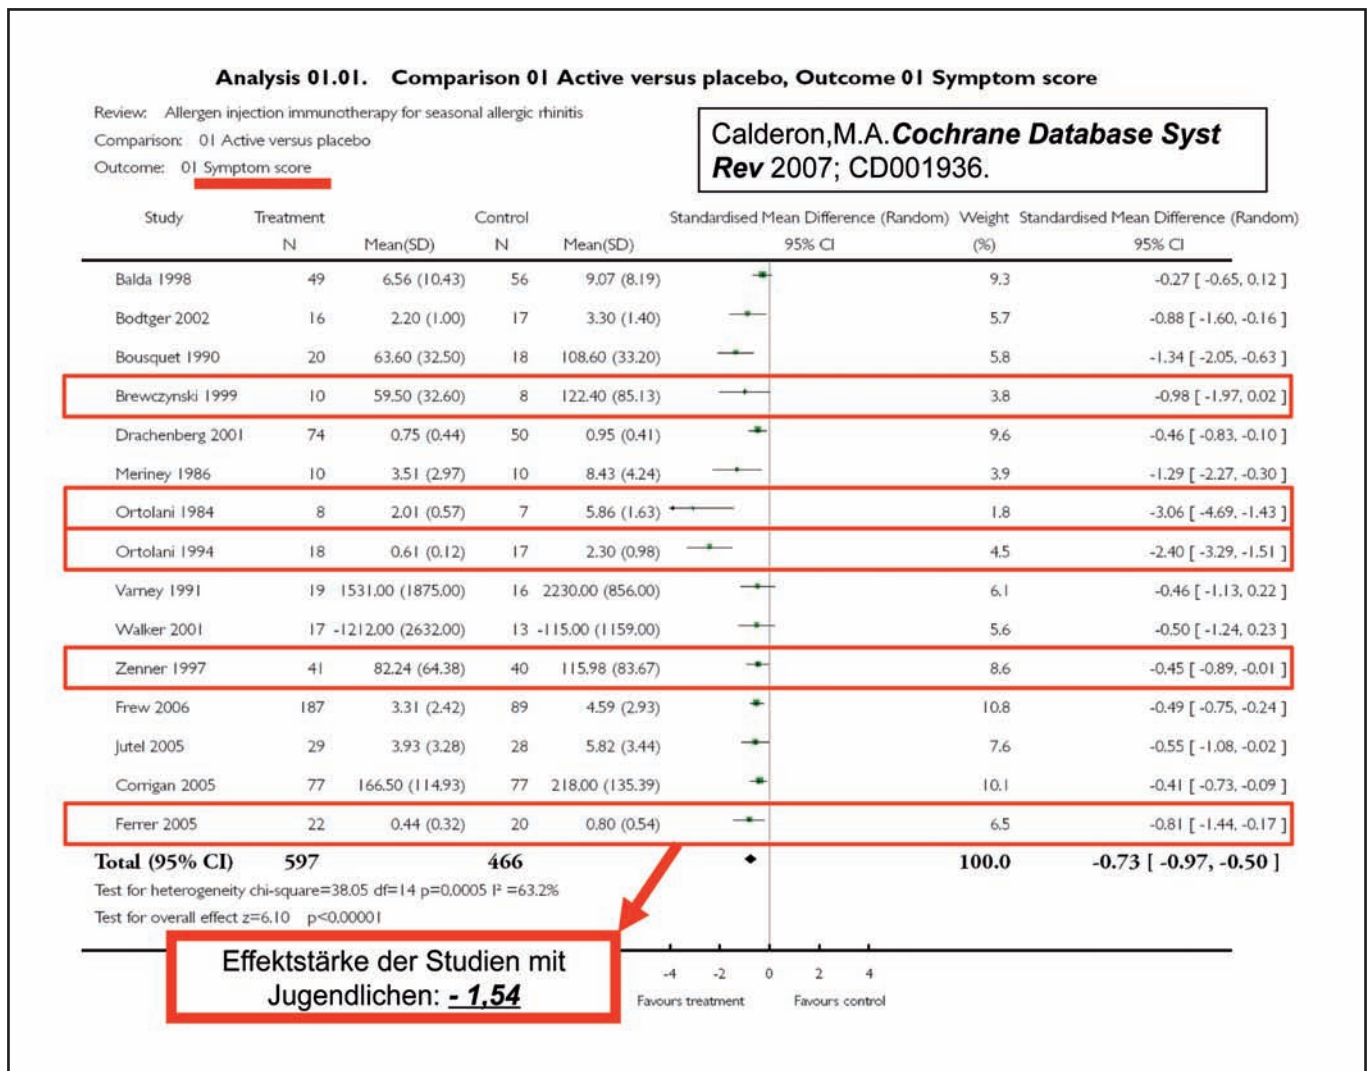 Analysis 01.01. Comparison 01 Active versus placebo, Outcome 01 Symptom score
Review: Allergen injection immunotherapy for seasonal allergic rhinitis
Comparison: 01 Active versus placebo
Outcome: 01 Symptom score
Calderon,M.A.Cochrane Database Syst
Rev 2007; CD001936.
Study Treatment Control Standardised Mean Difference (Random) Weight Standardised Mean Difference (Random)
N Mean(SD) N Mean(SD) 95% CI (%) 95% CI
Balda 1998 49 6.56 (10.43) 56 9.07 (8.19) 9.3 -0.27 [ -0.65, 0.12 ]
Bodtger 2002 16 2.20 (1.00) 17 3.30 (1.40) 5.7 -0.88 [ -1.60, -0.16 ]
Bousquet 1990 20 63.60 (32.50) 18 108.60 (33.20) 5.8 -1.34 [ -2.05, -0.63 ]
Brewczynski 1999 10 59.50 (32.60) 8 122.40 (85.13) 3.8 -0.98 [ -1.97, 0.02 ]
Drachenberg 2001 74 0.75 (0.44) 50 0.95 (0.41) 9.6 -0.46 [ -0.83, -0.10 ]
Meriney 1986 10 3.51 (2.97) 10 8.43 (4.24) 3.9 -1.29 [ -2.27, -0.30 ]
Ortolani 1984 8 2.01 (0.57) 7 5.86 (1.63) 1.8 -3.06 [ -4.69, -1.43 ]
Ortolani 1994 18 0.61 (0.12) 17 2.30 (0.98) 4.5 -2.40 [ -3.29, -1.51 ]
Varney 1991 19 1531.00 (1875.00) 16 2230.00 (856.00) 6.1 -0.46 [ -1.13, 0.22 ]
Walker 2001 17 -1212.00 (2632.00) 13 -115.00 (1159.00) 5.6 -0.50 [ -1.24, 0.23 ]
Zenner 1997 41 82.24 (64.38) 40 115.98 (83.67) 8.6 -0.45 [ -0.89, -0.01 ]
Frew 2006 187 3.31 (2.42) 89 4.59 (2.93) 10.8 -0.49 [ -0.75, -0.24 ]
Jutel 2005 29 3.93 (3.28) 28 5.82 (3.44) 7.6 -0.55 [ -1.08, -0.02 ]
Corrigan 2005 77 166.50 (114.93) 77 218.00 (135.39) 10.1 -0.41 [ -0.73, -0.09 ]
Ferrer 2005 22 0.44 (0.32) 20 0.80 (0.54) 6.5 -0.81 [ -1.44, -0.17 ]
Total (95% CI) 597 466 100.0 -0.73 [ -0.97, -0.50 ]
Test for heterogeneity chi-square=38.05 df=14 p=0.0005 I² =63.2%
Test for overall effect z=6.10 p<0.00001
Effektstärke der Studien mit
Jugendlichen: - 1,54
-4 -2 0 2 4
Favours treatment Favours control